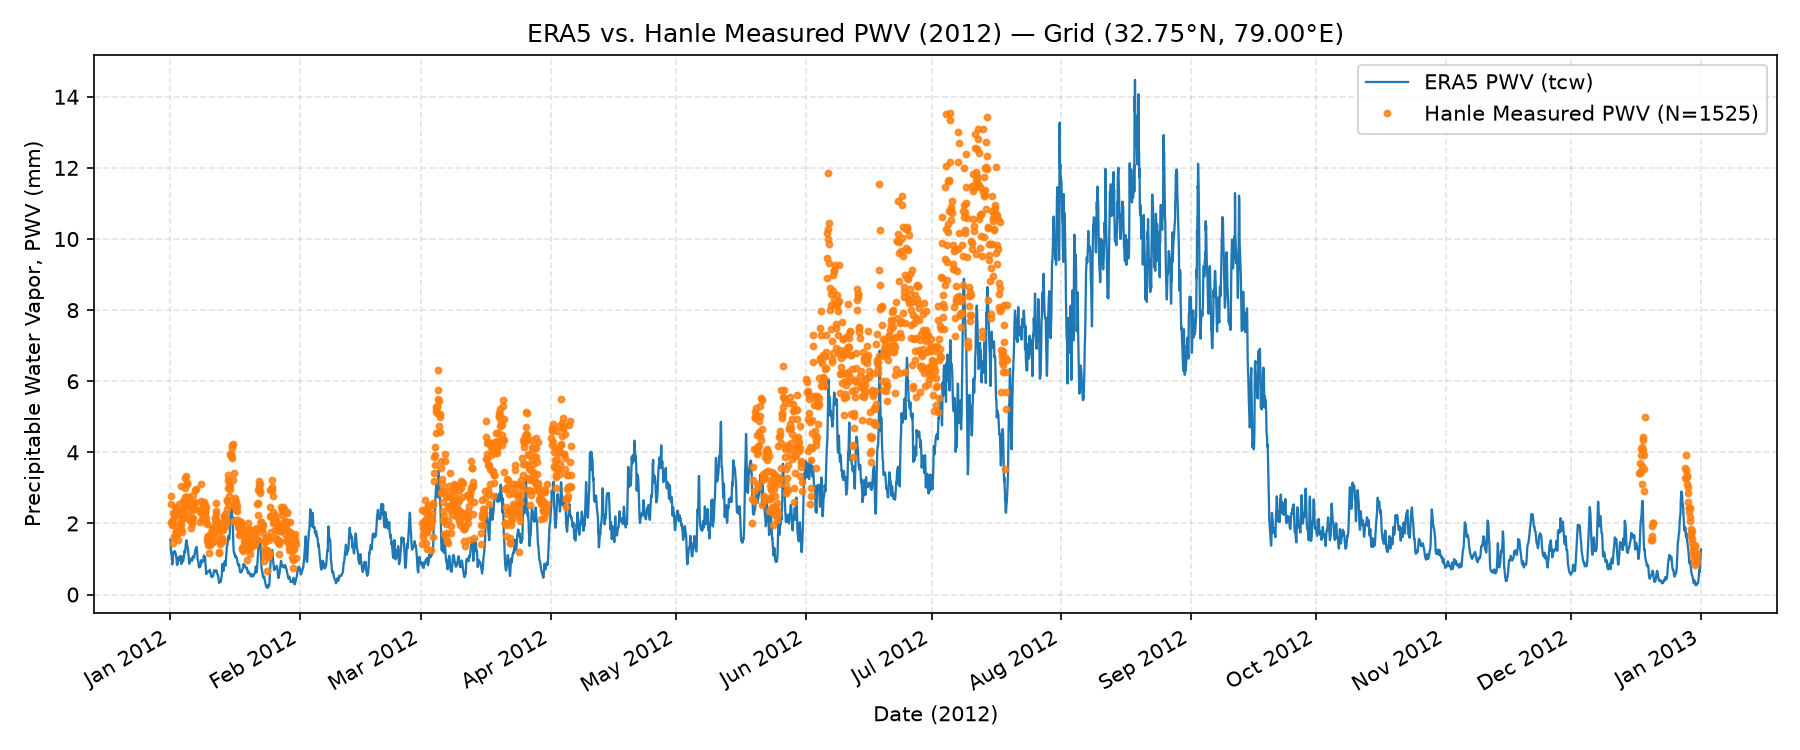 ERA5 vs. Hanle Measured PWV (2012) — Grid (32.75°N, 79.00°E)
ERA5 PWV (tcw)
Hanle Measured PWV (N=1525)
Precipitable Water Vapor, PWV (mm)
14
12
10
8
6
4
2
0
Jan 2012
Feb 2012
Mar 2012
Apr 2012
May 2012
Jun 2012
Jul 2012
Aug 2012
Sep 2012
Oct 2012
Nov 2012
Dec 2012
Jan 2013
Date (2012)